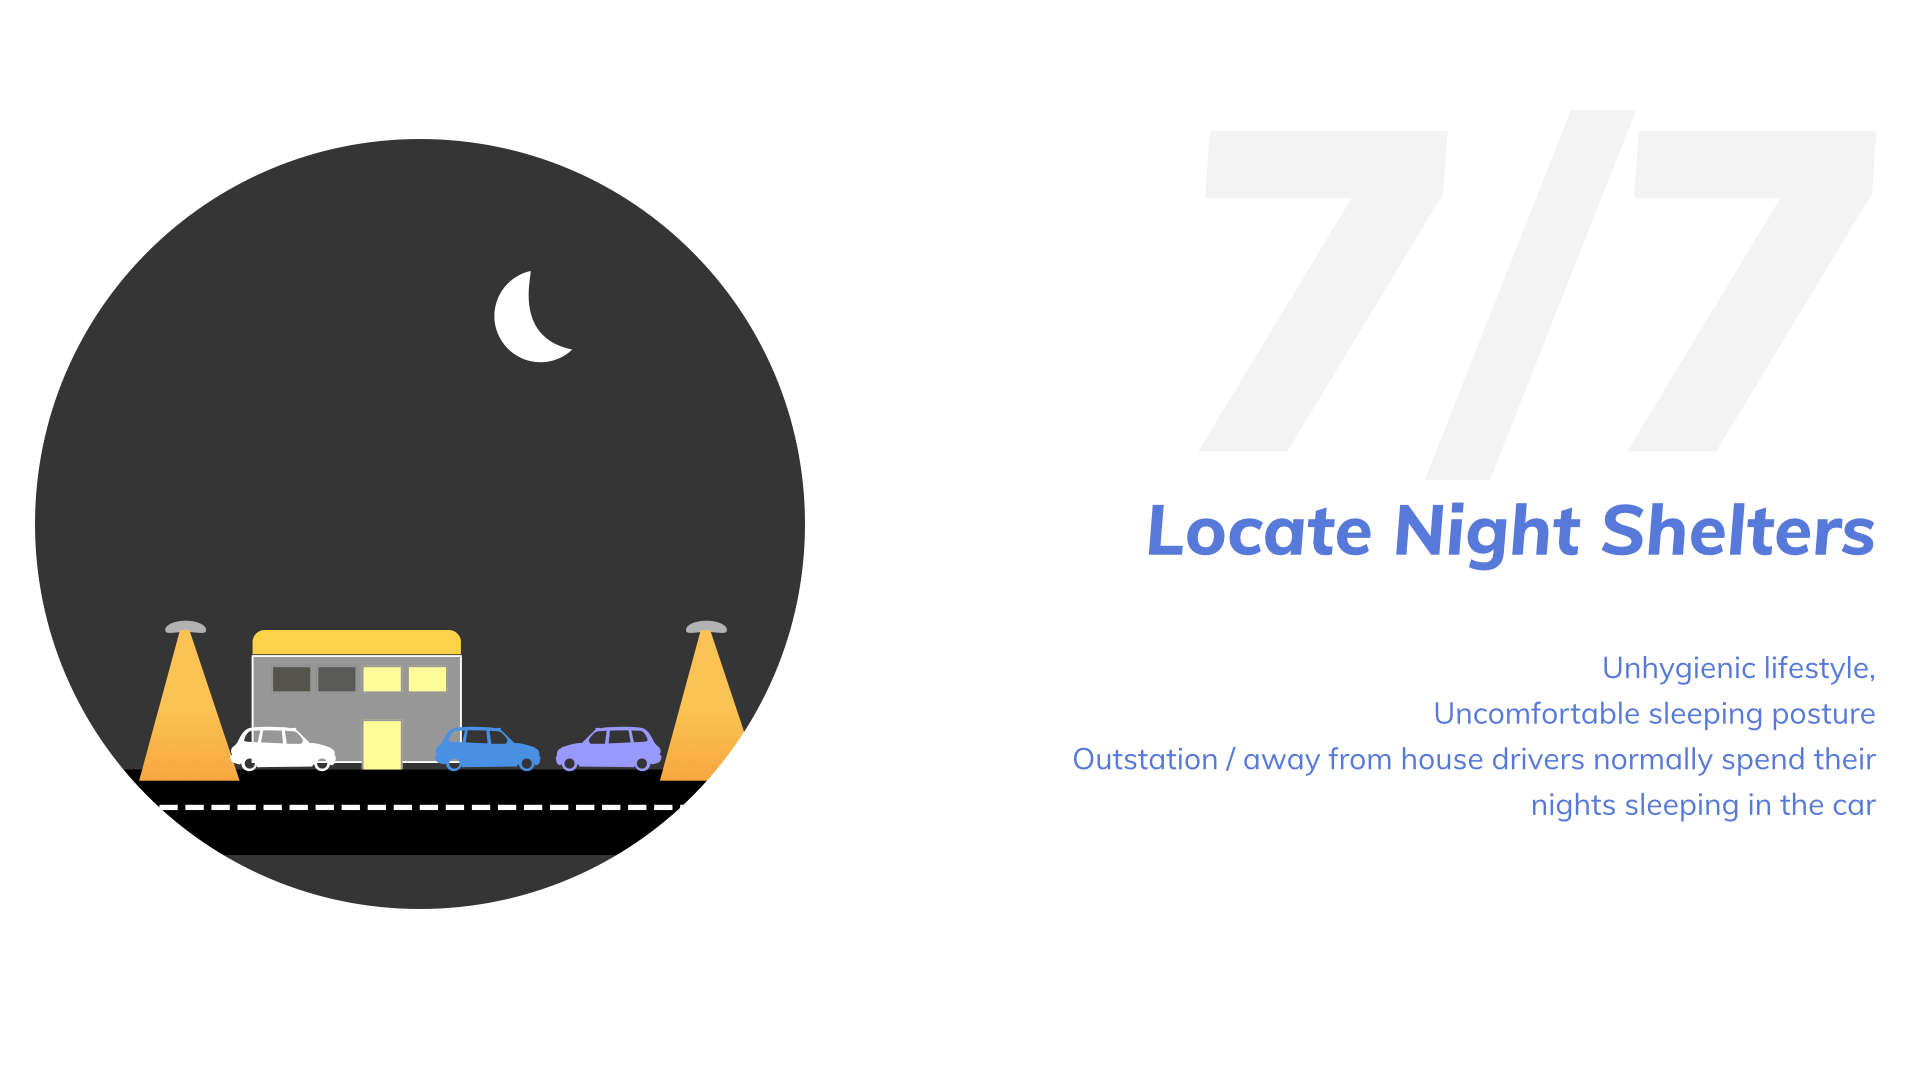 7/7
Locate Night Shelters
Unhygienic lifestyle,
Uncomfortable sleeping posture
Outstation / away from house drivers normally spend their
nights sleeping in the car